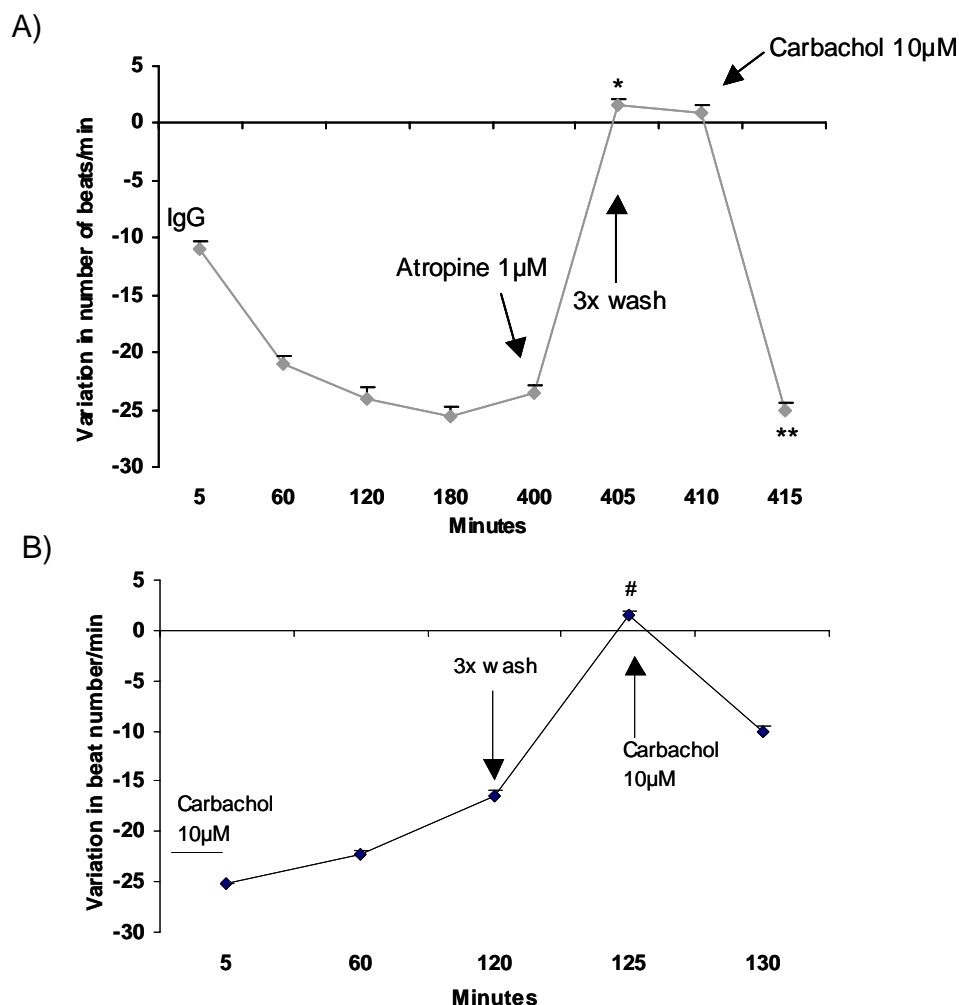 A)
Carbachol 10µM
Variation in number of beats/min
5
0
-5
-10
-15
-20
-25
-30
*
IgG
Atropine 1µM
3x wash
**
5 60 120 180 400 405 410 415
Minutes
B)
Variation in beat number/min
5
0
-5
-10
-15
-20
-25
-30
#
3x wash
Carbachol
10µM
Carbachol
10µM
5 60 120 125 130
Minutes